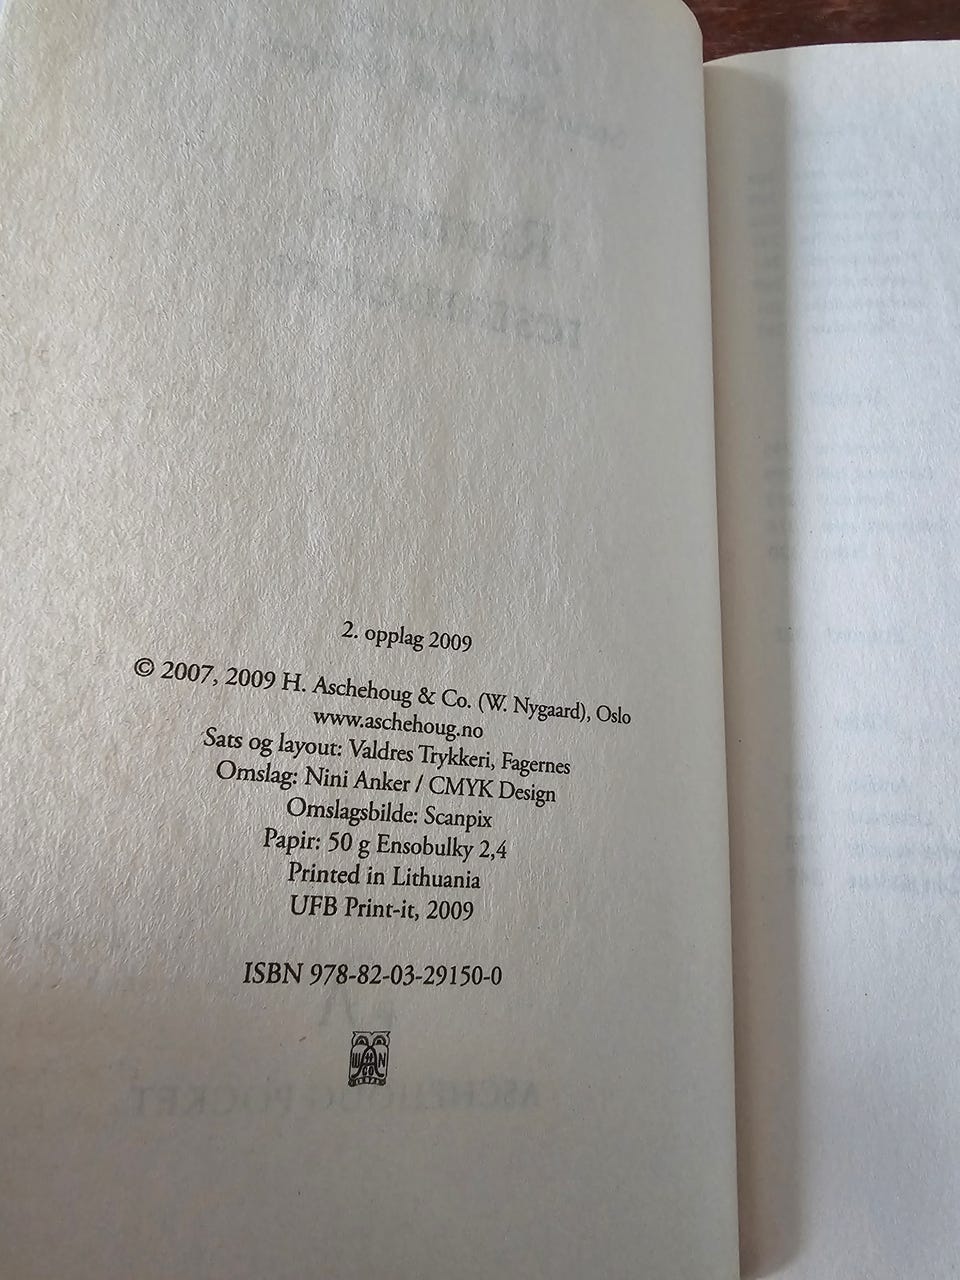 2. opplag 2009
© 2007, 2009 H. Aschehoug & Co. (W. Nygaard), Oslo
www.aschehoug.no
Sats og layout: Valdres Trykkeri, Fagernes
Omslag: Nini Anker / CMYK Design
Omslagsbilde: Scanpix
Papir: 50 g Ensobulky 2,4
Printed in Lithuania
UFB Print-it, 2009
ISBN 978-82-03-29150-0
ASCHEHOUG POCKET